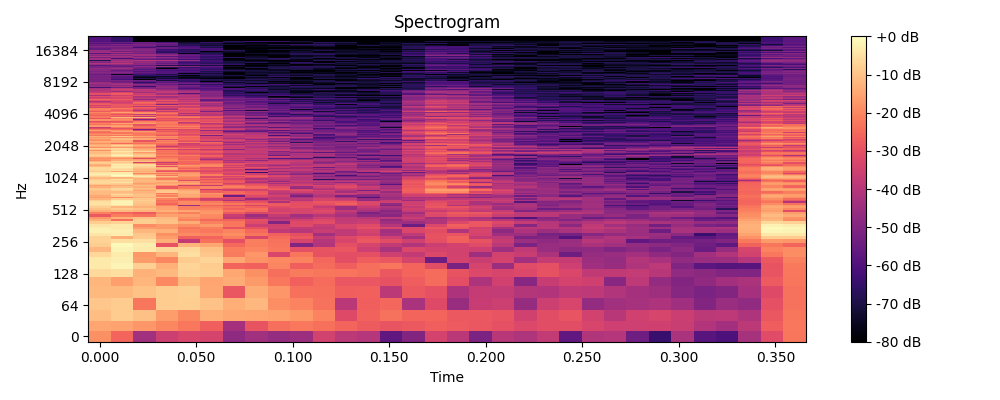 Spectrogram
Hz
16384
8192
4096
2048
1024
512
256
128
64
0
0.000 0.050 0.100 0.150 0.200 0.250 0.300 0.350
Time
+0 dB
-10 dB
-20 dB
-30 dB
-40 dB
-50 dB
-60 dB
-70 dB
-80 dB